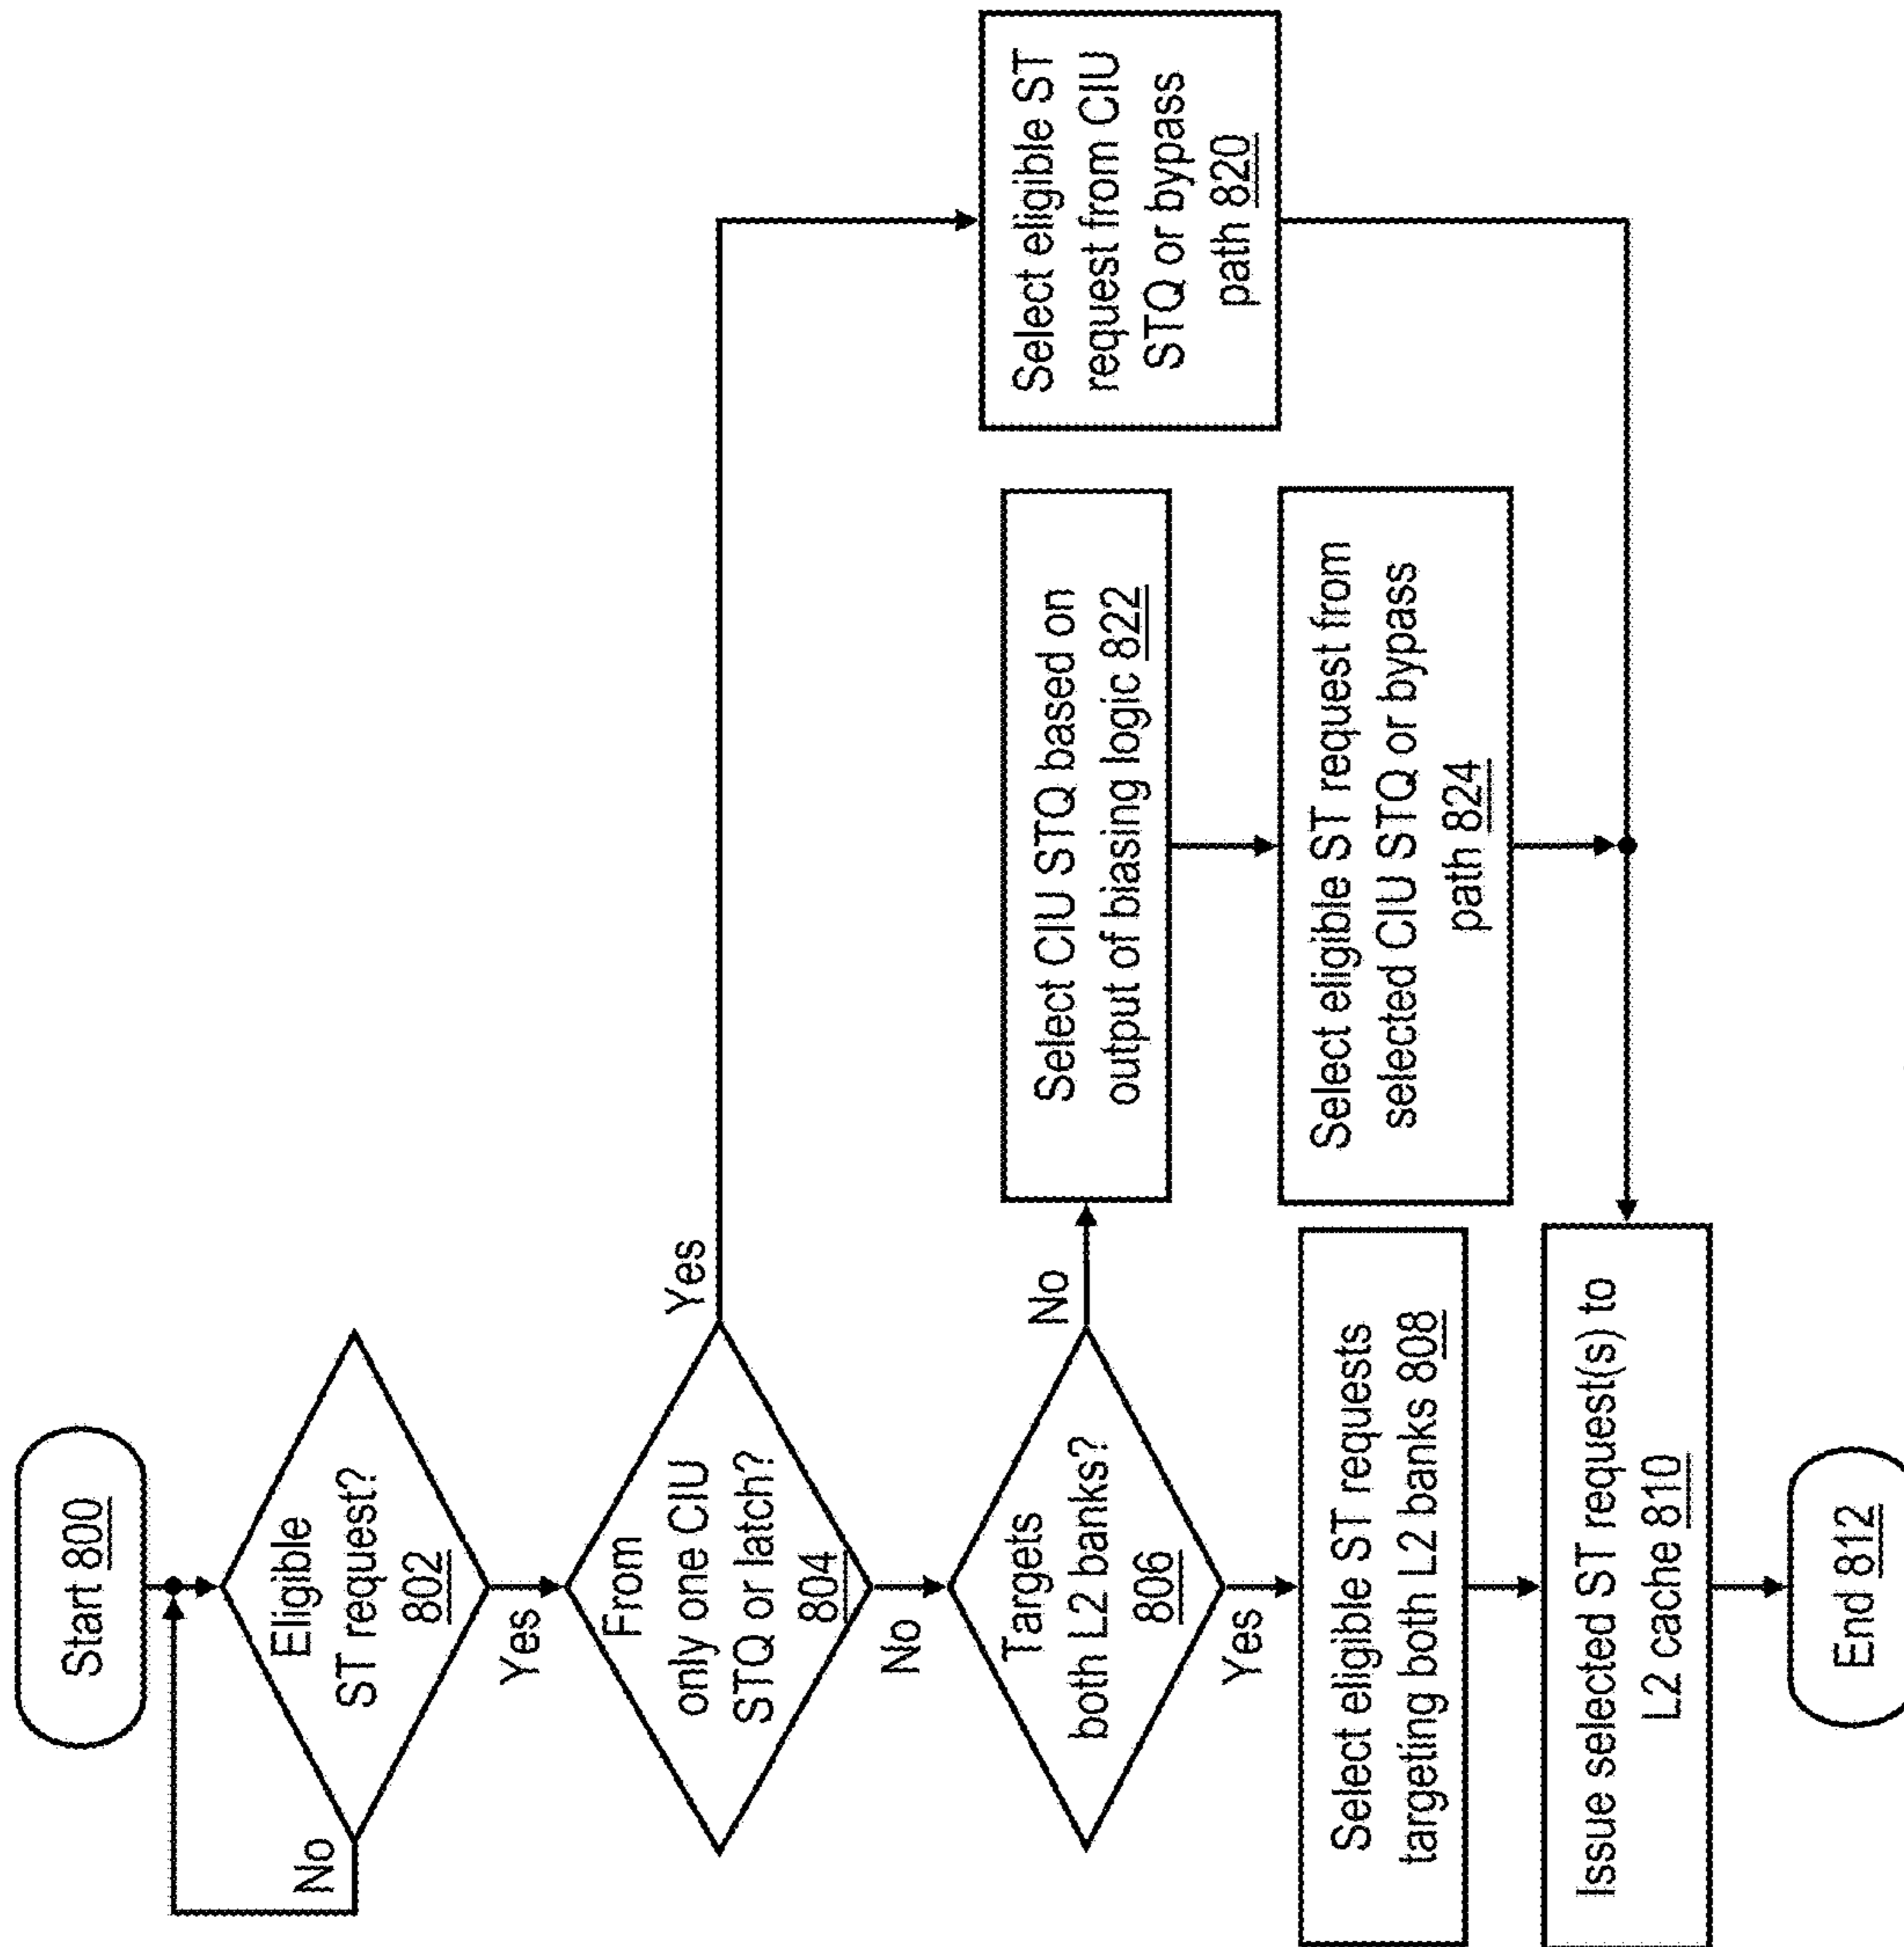 Start 800
Eligible
ST request?
802
No
Yes
From
only one CIU
STQ or latch?
804
Yes
No
Targets
both L2 banks?
806
No
Yes
Select eligible ST requests
targeting both L2 banks 808
Select CIU STQ based on
output of biasing logic 822
Select eligible ST request from
selected CIU STQ or bypass
path 824
Select eligible ST
request from CIU
STQ or bypass
path 820
Issue selected ST request(s) to
L2 cache 810
End 812